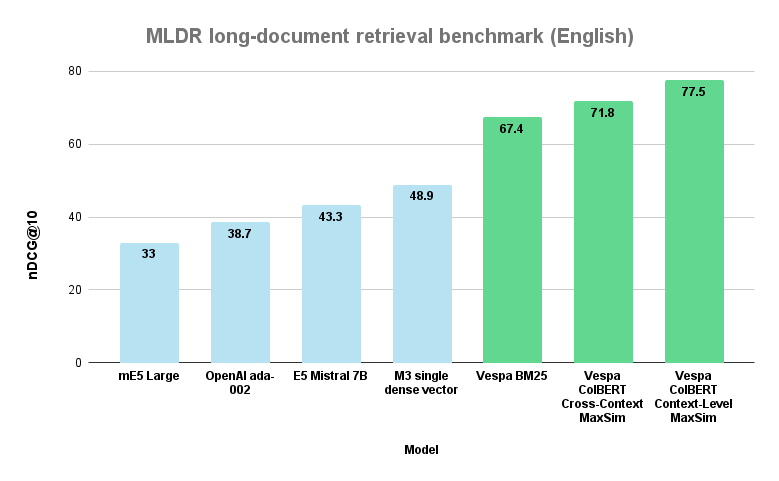 MLDR long-document retrieval benchmark (English)
80
60
40
20
0
nDCG@10
33
38.7
43.3
48.9
67.4
71.8
77.5
mE5 Large
OpenAI ada-
002
E5 Mistral 7B
M3 single
dense vector
Vespa BM25
Vespa
ColBERT
Cross-Context
MaxSim
Vespa
ColBERT
Context-Level
MaxSim
Model